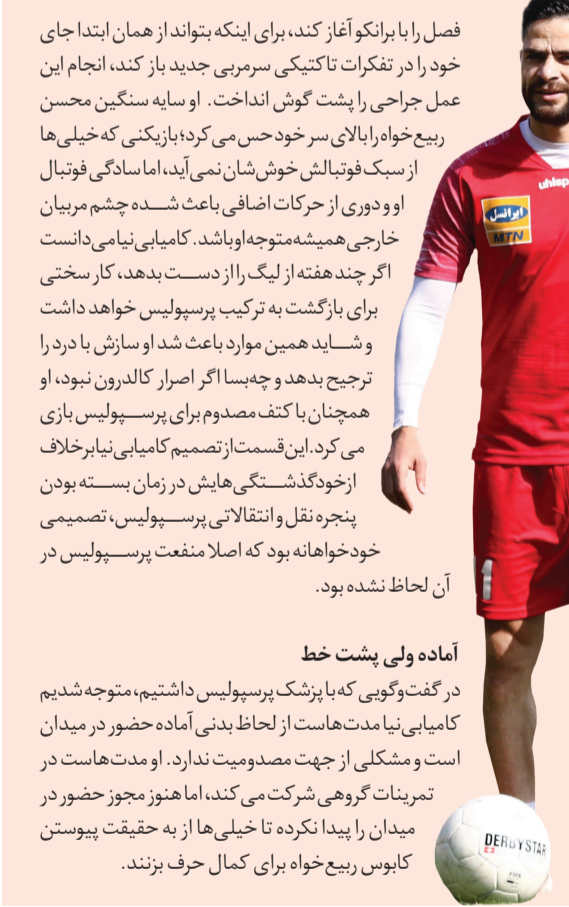 فصل را با برانکو آغاز کند، برای اینکه بتواند از همان ابتدا جای
خود را در تفکرات تاکتیکی سرمربی جدید باز کند، انجام این
عمل جراحی را پشت گوش انداخت. او سایه سنگین محسن
ربیع‌خواه را بالای سر خود حس می‌کرد؛ بازیکنی که خیلی‌ها
از سبک فوتبالش خوش‌شان نمی‌آید، اما سادگی فوتبال
او و دوری از حرکات اضافی باعث شده چشم مربیان
خارجی همیشه متوجه او باشد. کامیابی‌نیا می‌دانست
اگر چند هفته از لیگ را از دست بدهد، کار سختی
برای بازگشت به ترکیب پرسپولیس خواهد داشت
و شاید همین موارد باعث شد او سازش با درد را
ترجیح بدهد و چه‌بسا اگر اصرار کالدرون نبود، او
همچنان با کتف مصدوم برای پرسپولیس بازی
می‌کرد. این قسمت از تصمیم کامیابی‌نیا برخلاف
ازخودگذشتگی‌هایش در زمان بسته بودن
پنجره نقل و انتقالاتی پرسپولیس، تصمیمی
خودخواهانه بود که اصلا منفعت پرسپولیس در
آن لحاظ نشده بود.
آماده ولی پشت خط
در گفت‌وگویی که با پزشک پرسپولیس داشتیم، متوجه شدیم
کامیابی‌نیا مدت‌هاست از لحاظ بدنی آماده حضور در میدان
است و مشکلی از جهت مصدومیت ندارد. او مدت‌هاست در
تمرینات گروهی شرکت می‌کند، اما هنوز مجوز حضور در
میدان را پیدا نکرده تا خیلی‌ها از به حقیقت پیوستن
کابوس ربیع‌خواه برای کمال حرف بزنند.
uhlsp
ایرانسل
MTN
1
DERBYSTAR
FIFA